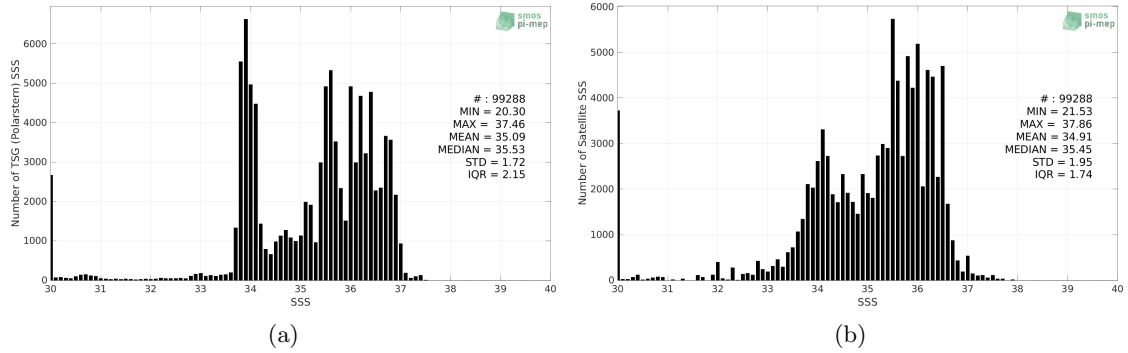 smos
pi-mep
6000
5000
4000
3000
2000
1000
0
Number of TSG (Polarstern) SSS
# : 99288
MIN = 20.30
MAX = 37.46
MEAN = 35.09
MEDIAN = 35.53
STD = 1.72
IQR = 2.15
30 31 32 33 34 35 36 37 38 39 40
SSS
(a)
smos
pi-mep
6000
5000
4000
3000
2000
1000
0
Number of Satellite SSS
# : 99288
MIN = 21.53
MAX = 37.86
MEAN = 34.91
MEDIAN = 35.45
STD = 1.95
IQR = 1.74
30 31 32 33 34 35 36 37 38 39 40
SSS
(b)